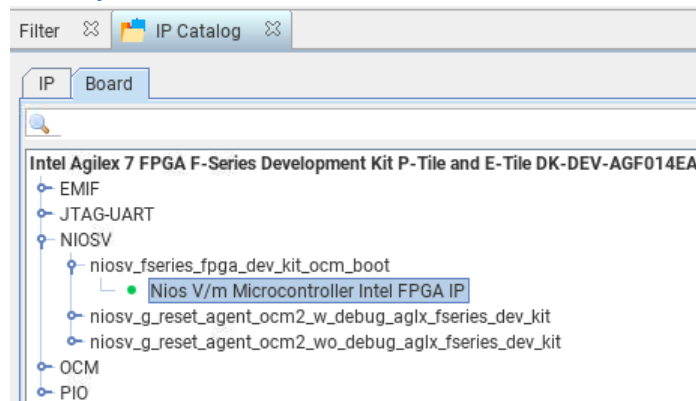 Filter IP Catalog
IP Board
Intel Agilex 7 FPGA F-Series Development Kit P-Tile and E-Tile DK-DEV-AGF014EA
EMIF
JTAG-UART
NIOSV
niosv_fseries_fpga_dev_kit_ocm_boot
Nios V/m Microcontroller Intel FPGA IP
niosv_g_reset_agent_ocm2_w_debug_aglx_fseries_dev_kit
niosv_g_reset_agent_ocm2_wo_debug_aglx_fseries_dev_kit
OCM
PIO